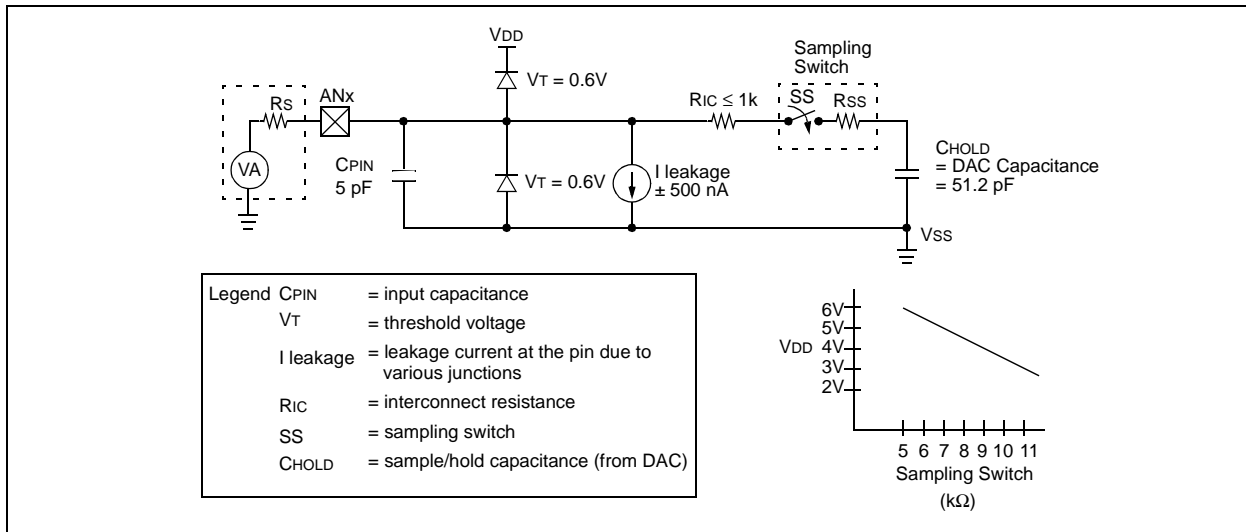 VDD
Sampling
Switch
VT = 0.6V
RS
ANx
RIC ≤ 1k
SS
RSS
VA
CPIN
5 pF
VT = 0.6V
I leakage
± 500 nA
CHOLD
= DAC Capacitance
= 51.2 pF
VSS
Legend CPIN = input capacitance
VT = threshold voltage
I leakage = leakage current at the pin due to
various junctions
RIC = interconnect resistance
SS = sampling switch
CHOLD = sample/hold capacitance (from DAC)
6V
5V
VDD 4V
3V
2V
5 6 7 8 9 10 11
Sampling Switch
(kΩ)